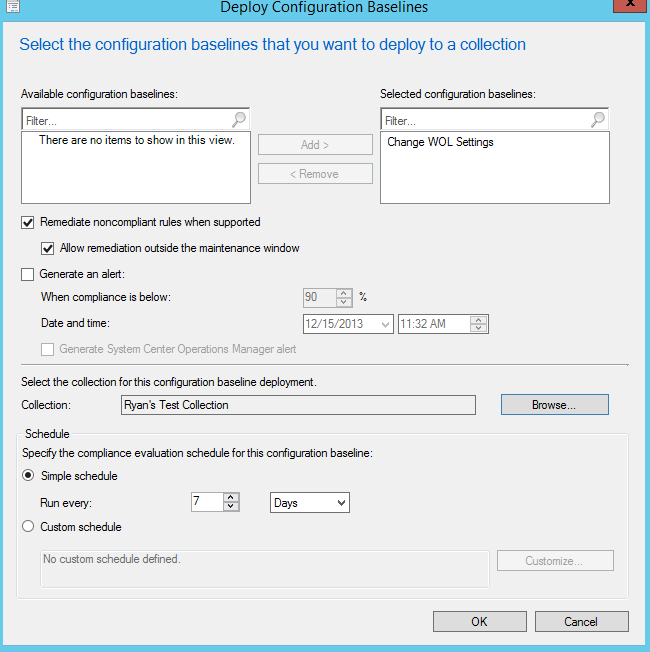 Deploy Configuration Baselines
x
Select the configuration baselines that you want to deploy to a collection
Available configuration baselines:
Selected configuration baselines:
Filter...
Filter...
There are no items to show in this view.
Add >
Change WOL Settings
< Remove
Remediate noncompliant rules when supported
Allow remediation outside the maintenance window
Generate an alert:
When compliance is below:
90
%
Date and time:
12/15/2013
11:32 AM
Generate System Center Operations Manager alert
Select the collection for this configuration baseline deployment.
Collection:
Ryan's Test Collection
Browse...
Schedule
Specify the compliance evaluation schedule for this configuration baseline:
Simple schedule
Run every:
7
Days
Custom schedule
No custom schedule defined.
Customize...
OK
Cancel